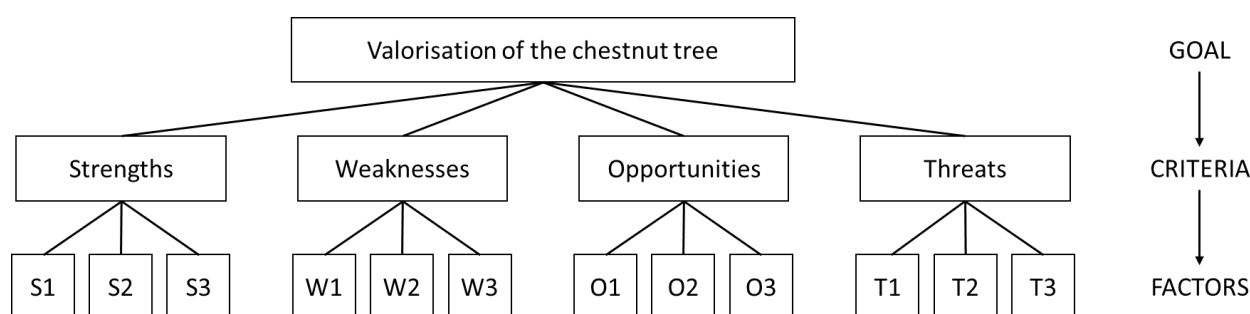 Valorisation of the chestnut tree
GOAL
Strengths
Weaknesses
Opportunities
Threats
CRITERIA
S1
S2
S3
W1
W2
W3
O1
O2
O3
T1
T2
T3
FACTORS